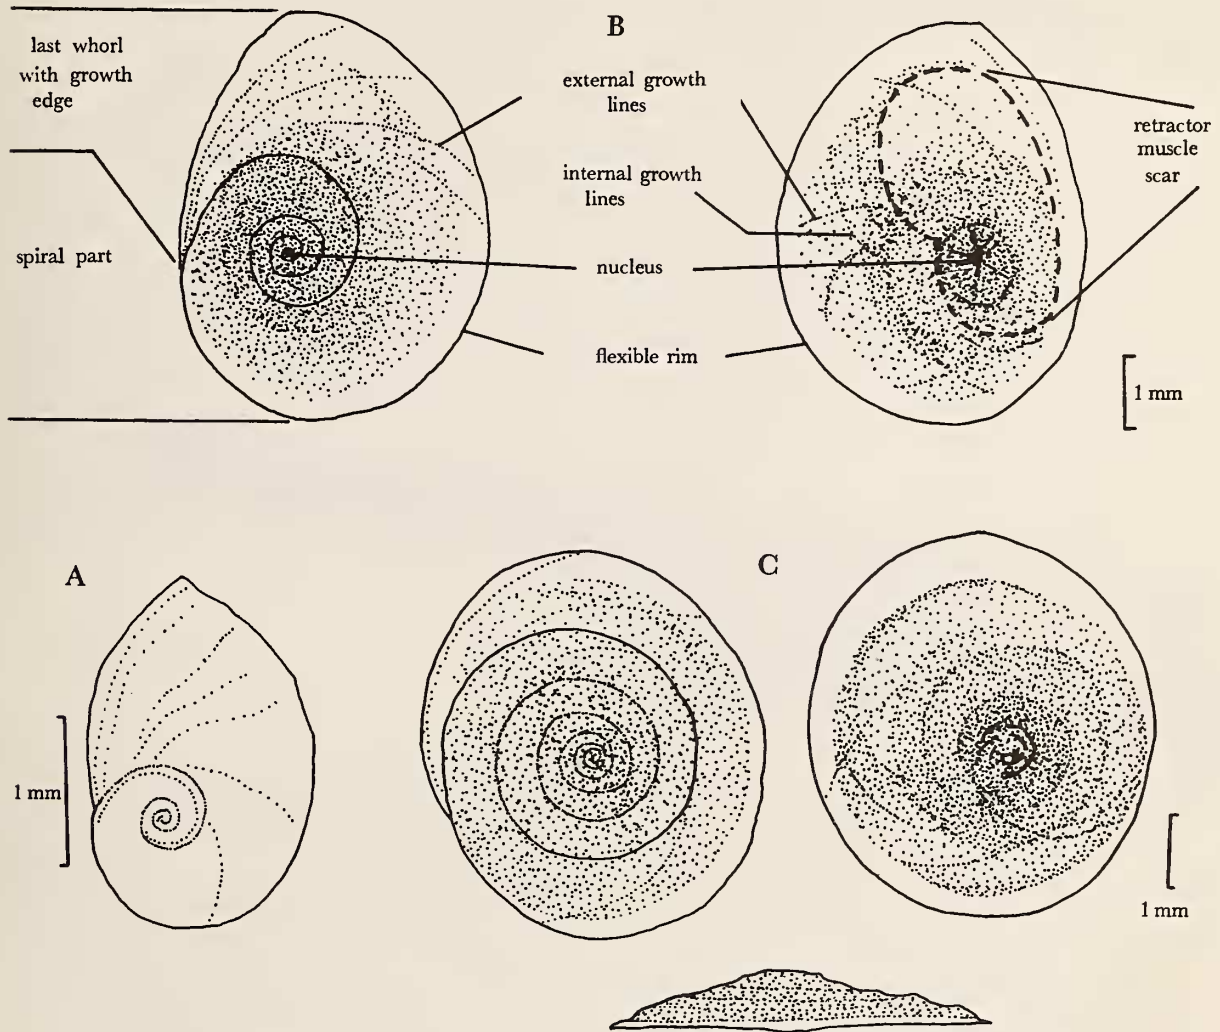 B
last whorl
with growth
edge
external growth
lines
retractor
muscle
scar
internal growth
lines
spiral part
nucleus
flexible rim
1 mm
A
C
1 mm
1 mm